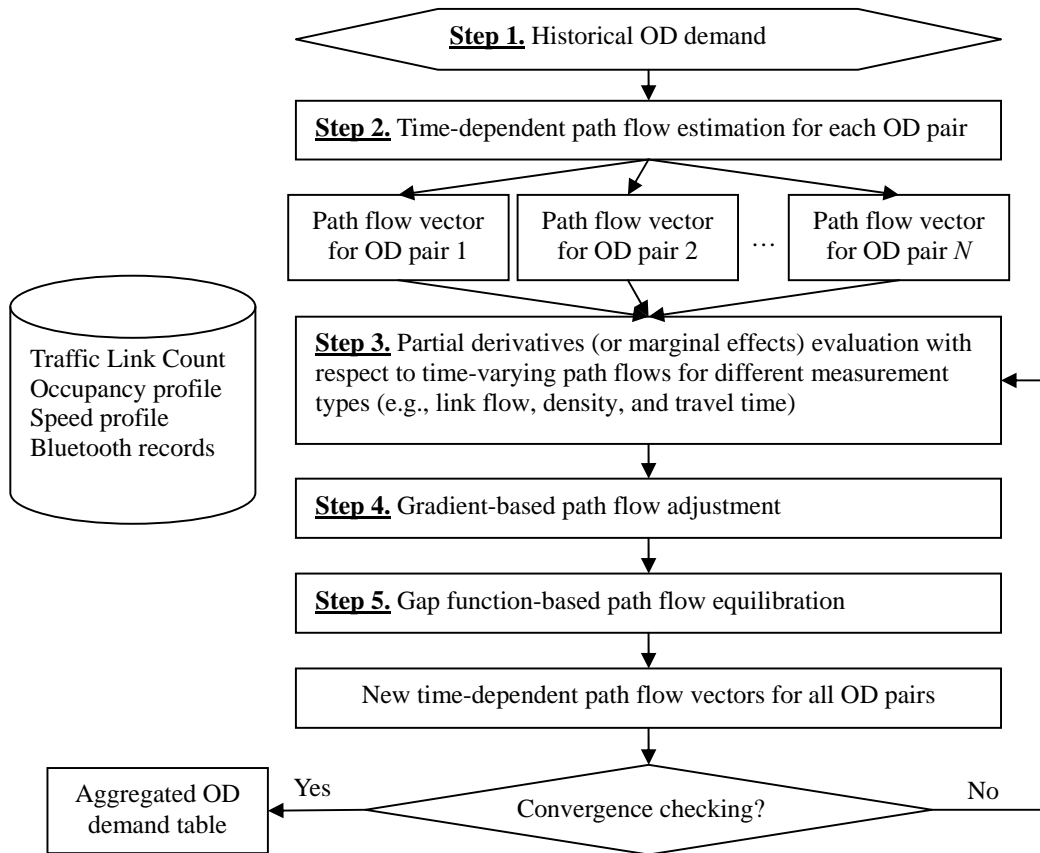 Step 1. Historical OD demand
Step 2. Time-dependent path flow estimation for each OD pair
Path flow vector
for OD pair 1
Path flow vector
for OD pair 2
…
Path flow vector
for OD pair N
Traffic Link Count
Occupancy profile
Speed profile
Bluetooth records
Step 3. Partial derivatives (or marginal effects) evaluation with
respect to time-varying path flows for different measurement
types (e.g., link flow, density, and travel time)
Step 4. Gradient-based path flow adjustment
Step 5. Gap function-based path flow equilibration
New time-dependent path flow vectors for all OD pairs
Convergence checking?
Yes
No
Aggregated OD
demand table